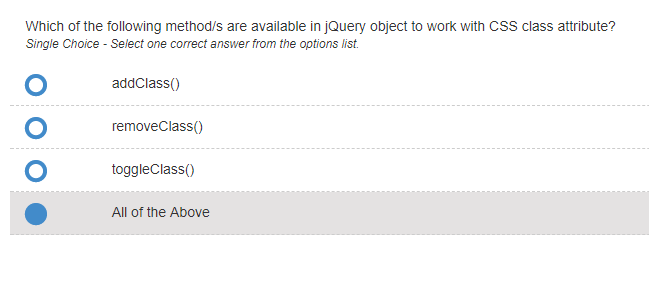 Which of the following method/s are available in jQuery object to work with CSS class attribute?
Single Choice - Select one correct answer from the options list.
addClass()
removeClass()
toggleClass()
All of the Above